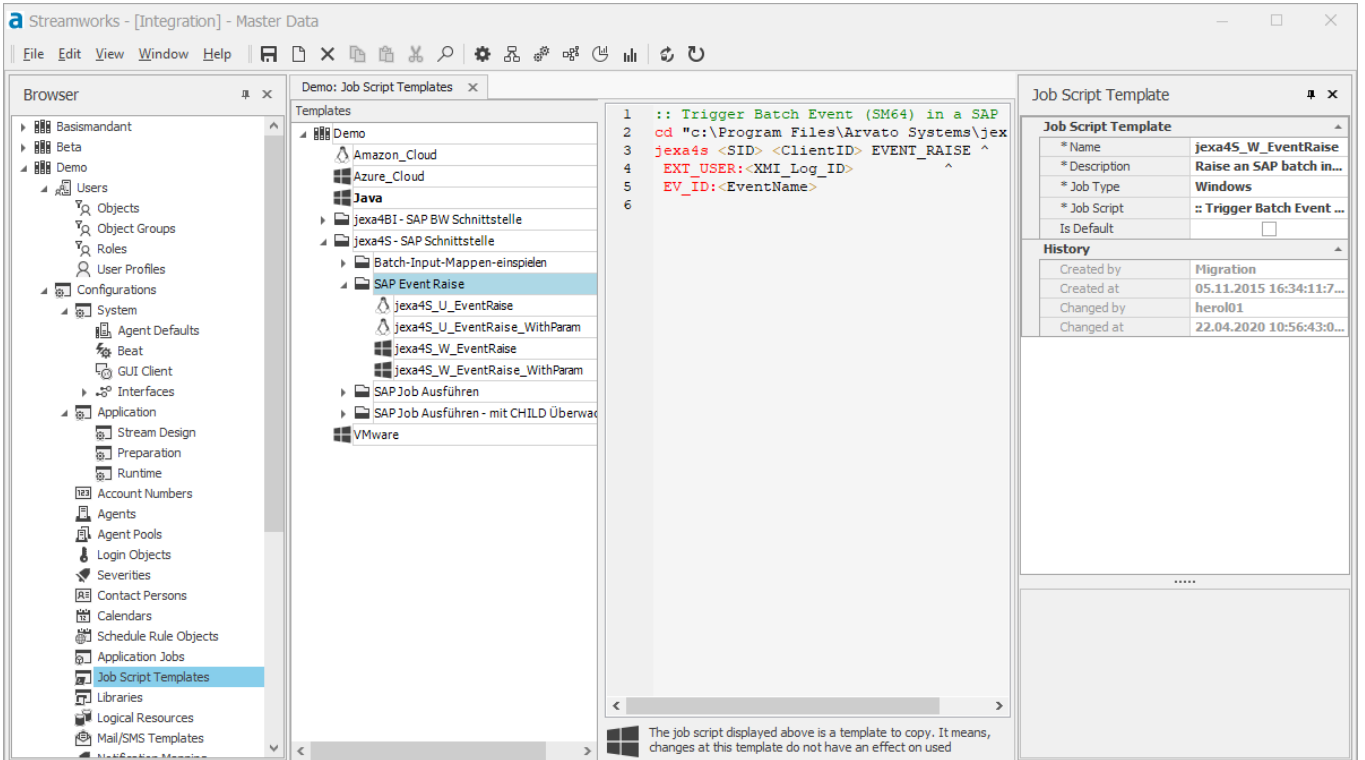 Streamworks - [Integration] - Master Data
File Edit View Window Help
Browser
Basismandant
Beta
Demo
Users
Objects
Object Groups
Roles
User Profiles
Configurations
System
Agent Defaults
Beat
GUI Client
Interfaces
Application
Stream Design
Preparation
Runtime
Account Numbers
Agents
Agent Pools
Login Objects
Severities
Contact Persons
Calendars
Schedule Rule Objects
Application Jobs
Job Script Templates
Libraries
Logical Resources
Mail/SMS Templates
Notification Mapping
Demo: Job Script Templates
Templates
Demo
Amazon_Cloud
Azure_Cloud
Java
jexa4BI - SAP BW Schnittstelle
jexa4S - SAP Schnittstelle
Batch-Input-Mappen-einspielen
SAP Event Raise
jexa4S_U_EventRaise
jexa4S_U_EventRaise_WithParam
jexa4S_W_EventRaise
jexa4S_W_EventRaise_WithParam
SAP Job Ausführen
SAP Job Ausführen - mit CHILD Überwac
VMware
1 :: Trigger Batch Event (SM64) in a SAP
2 cd "c:\Program Files\Arvato Systems\jex
3 jexa4s <SID> <ClientID> EVENT_RAISE ^
4 EXT_USER:<XMI_Log_ID> ^
5 EV_ID:<EventName>
6
The job script displayed above is a template to copy. It means,
changes at this template do not have an effect on used
Job Script Template
Job Script Template
* Name jexa4S_W_EventRaise
* Description Raise an SAP batch in...
* Job Type Windows
* Job Script :: Trigger Batch Event ...
Is Default
History
Created by Migration
Created at 05.11.2015 16:34:11:7...
Changed by herol01
Changed at 22.04.2020 10:56:43:0...